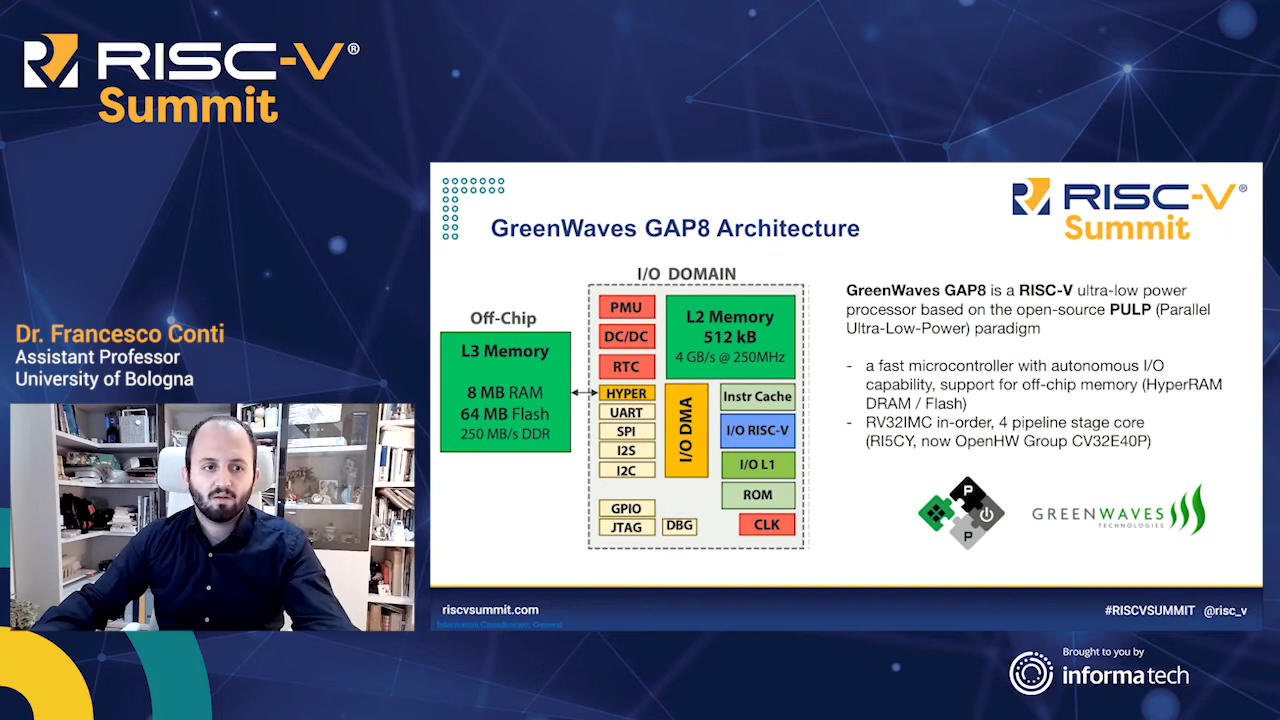 RISC-V®
Summit
Dr. Francesco Conti
Assistant Professor
University of Bologna
RISC-V®
Summit
GreenWaves GAP8 Architecture
I/O DOMAIN
Off-Chip
L3 Memory
8 MB RAM
64 MB Flash
250 MB/s DDR
PMU
DC/DC
RTC
HYPER
UART
SPI
I2S
I2C
GPIO
JTAG
L2 Memory
512 kB
4 GB/s @ 250MHz
I/O DMA
Instr Cache
I/O RISC-V
I/O L1
ROM
DBG
CLK
GreenWaves GAP8 is a RISC-V ultra-low power
processor based on the open-source PULP (Parallel
Ultra-Low-Power) paradigm
- a fast microcontroller with autonomous I/O
capability, support for off-chip memory (HyperRAM
DRAM / Flash)
- RV32IMC in-order, 4 pipeline stage core
(RI5CY, now OpenHW Group CV32E40P)
P
P
GREENWAVES
TECHNOLOGIES
riscvsummit.com
#RISCVSUMMIT @risc_v
Information Classification: General
Brought to you by
informa tech